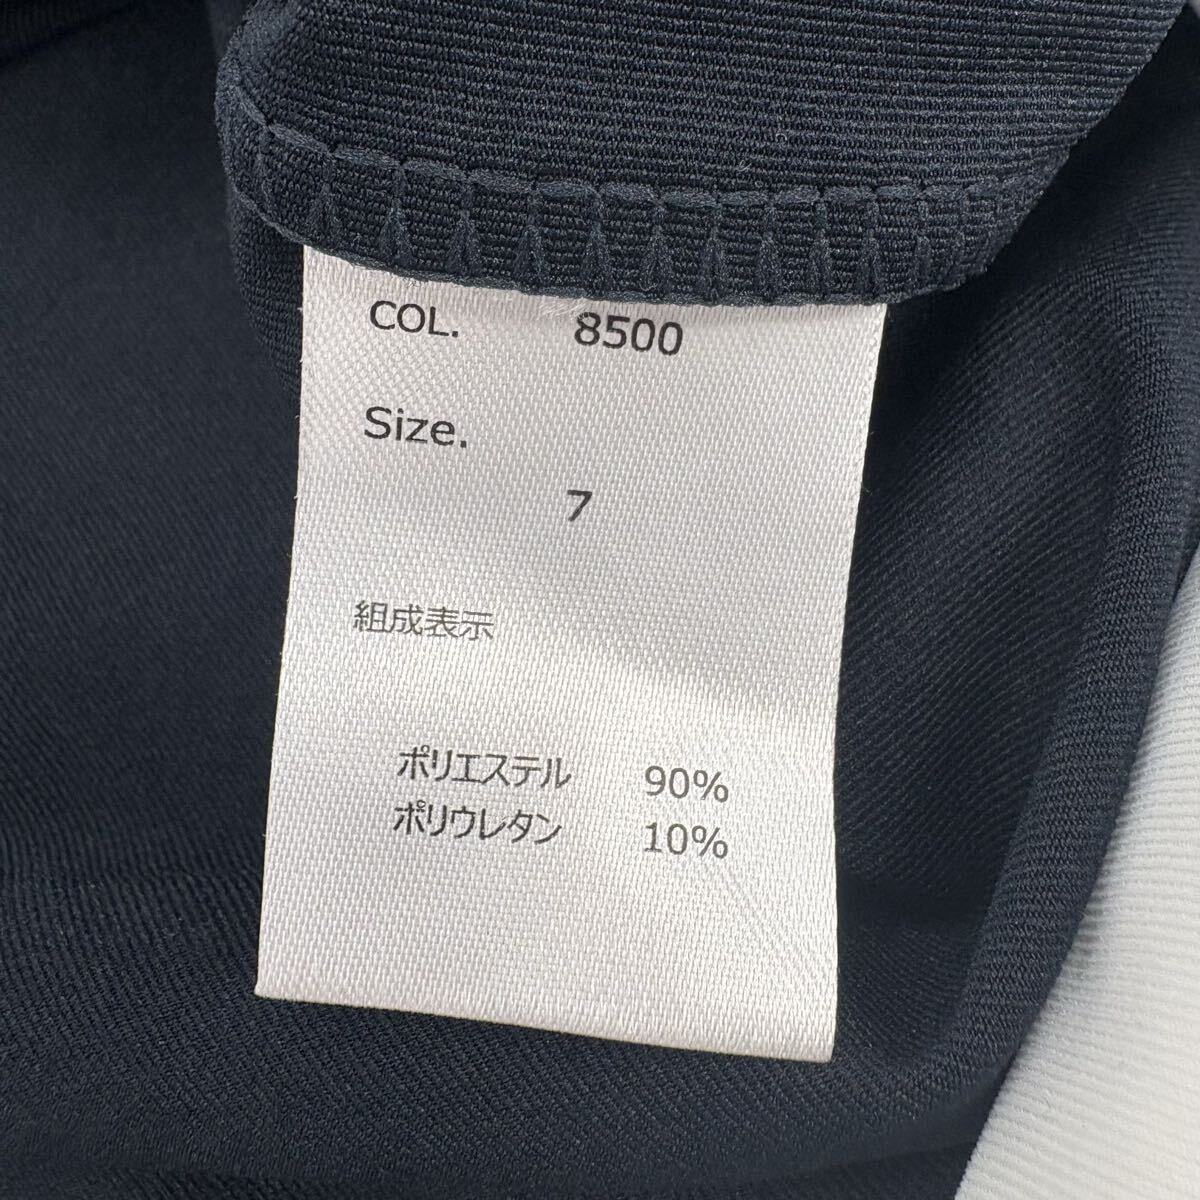 COL. 8500
Size.
7
組成表示
ポリエステル 90%
ポリウレタン 10%